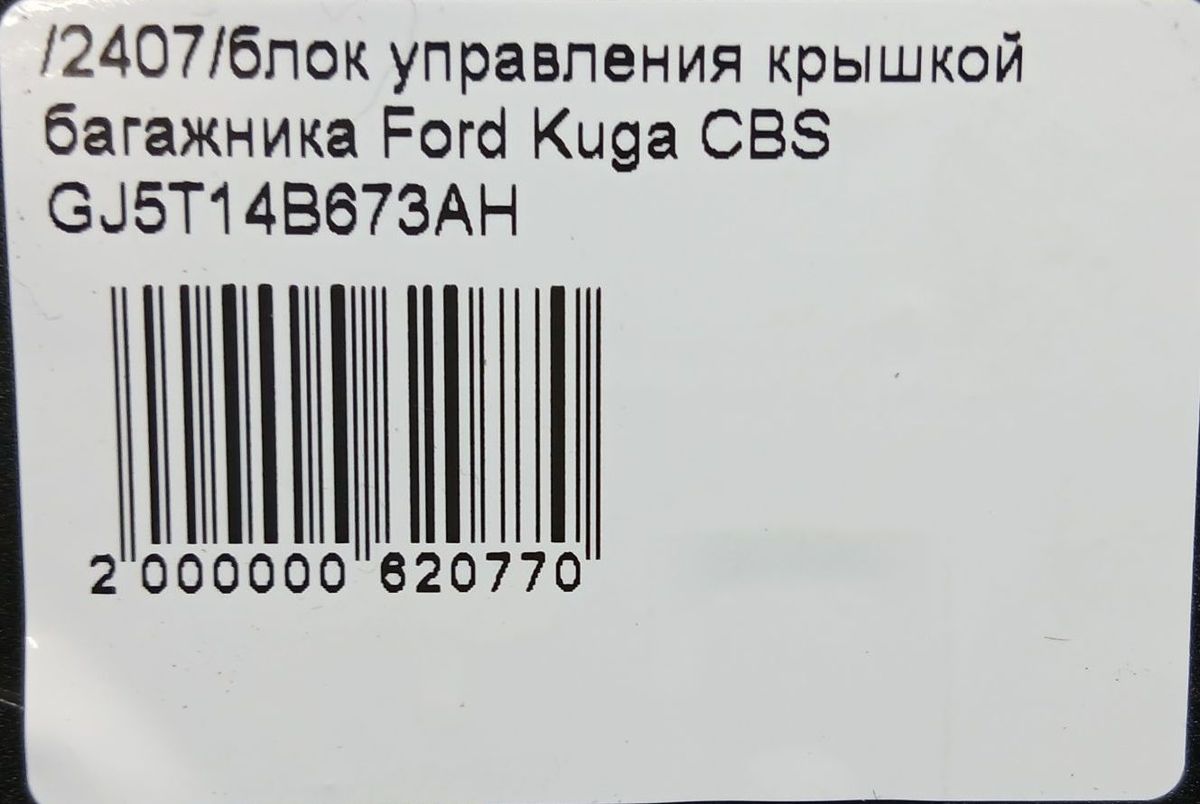 /2407/блок управления крышкой
багажника Ford Kuga CBS
GJ5T14B673AH
2 000000 620770